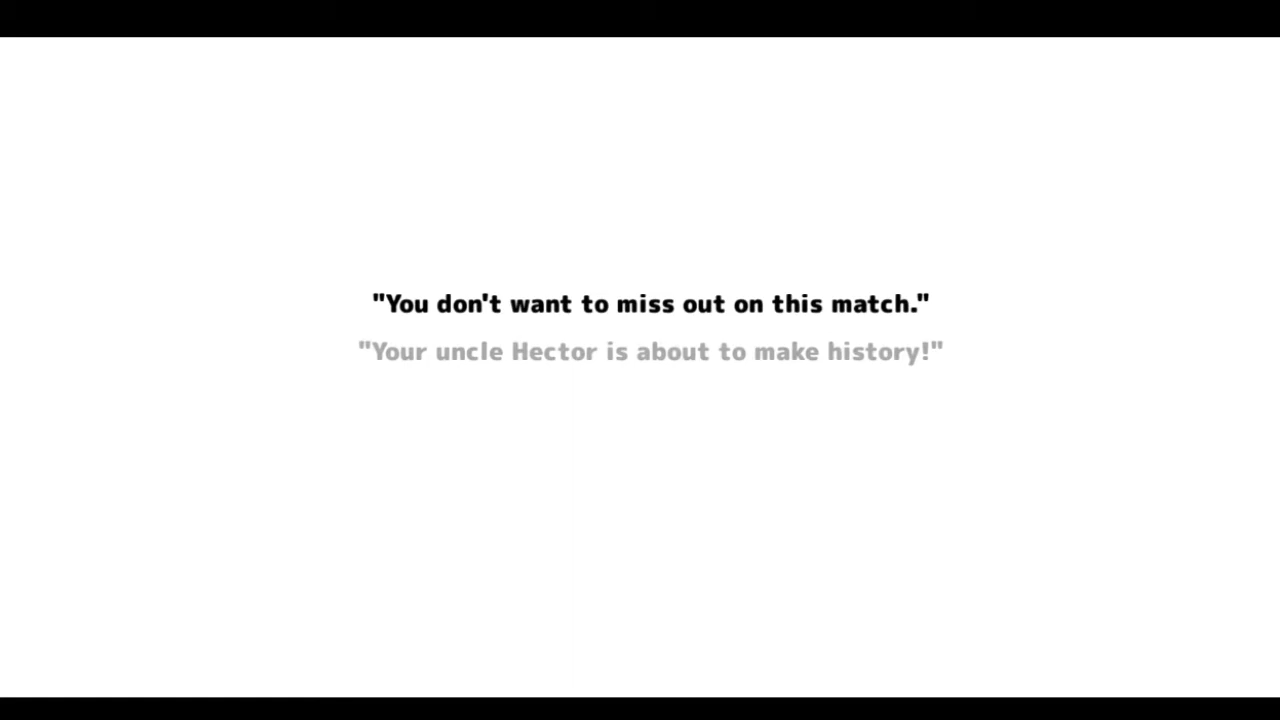 "You don't want to miss out on this match."
"Your uncle Hector is about to make history!"